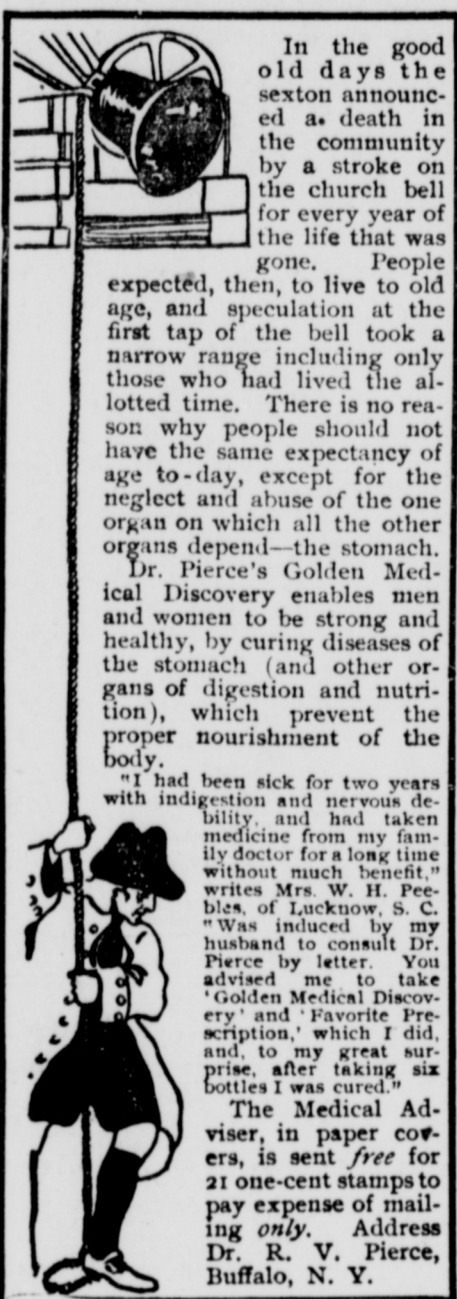 In the good
old days the
sexton announc-
ed a. death in
the community
by a stroke on
the church bell
for every year of
the life that was
gone. People
expected, then, to live to old
age, and speculation at the
first tap of the bell took a
narrow range including only
those who had lived the al-
lotted time. There is no rea-
son why people should not
have the same expectancy of
age to-day, except for the
neglect and abuse of the one
organ on which all the other
organs depend—the stomach.
Dr. Pierce's Golden Med-
ical Discovery enables men
and women to be strong and
healthy, by curing diseases of
the stomach (and other or-
gans of digestion and nutri-
tion), which prevent the
proper nourishment of the
body.
"I had been sick for two years
with indigestion and nervous de-
bility, and had taken
medicine from my fam-
ily doctor for a long time
without much benefit,"
writes Mrs. W. H. Pee-
bles, of Lucknow, S. C.
"Was induced by my
husband to consult Dr.
Pierce by letter. You
advised me to take
'Golden Medical Discov-
ery' and 'Favorite Pre-
scription,' which I did,
and, to my great sur-
prise, after taking six
bottles I was cured."
The Medical Ad-
viser, in paper cov-
ers, is sent free for
21 one-cent stamps to
pay expense of mail-
ing only. Address
Dr. R. V. Pierce,
Buffalo, N. Y.